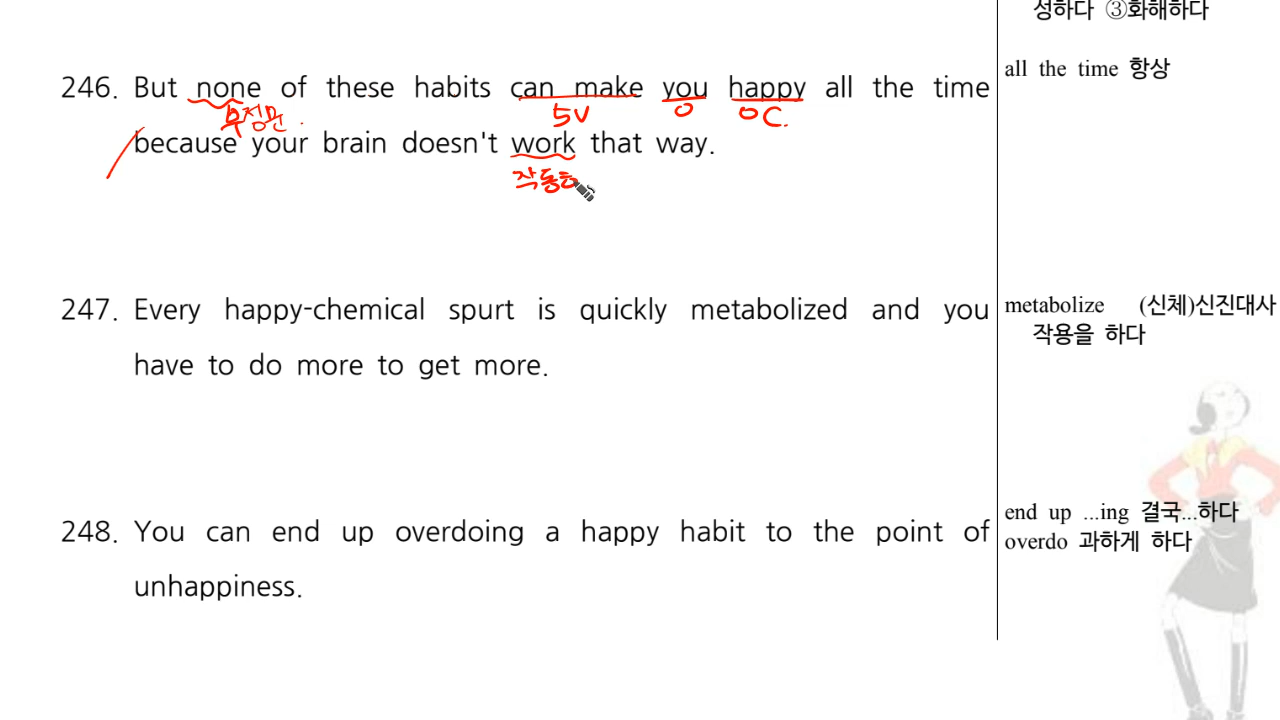 성하다 ③화해하다
246. But none of these habits can make you happy all the time
all the time 항상
부정문.
5V
O
OC.
because your brain doesn't work that way.
작동하
247. Every happy-chemical spurt is quickly metabolized and you
metabolize (신체)신진대사
작용을 하다
have to do more to get more.
248. You can end up overdoing a happy habit to the point of
end up ...ing 결국...하다
overdo 과하게 하다
unhappiness.